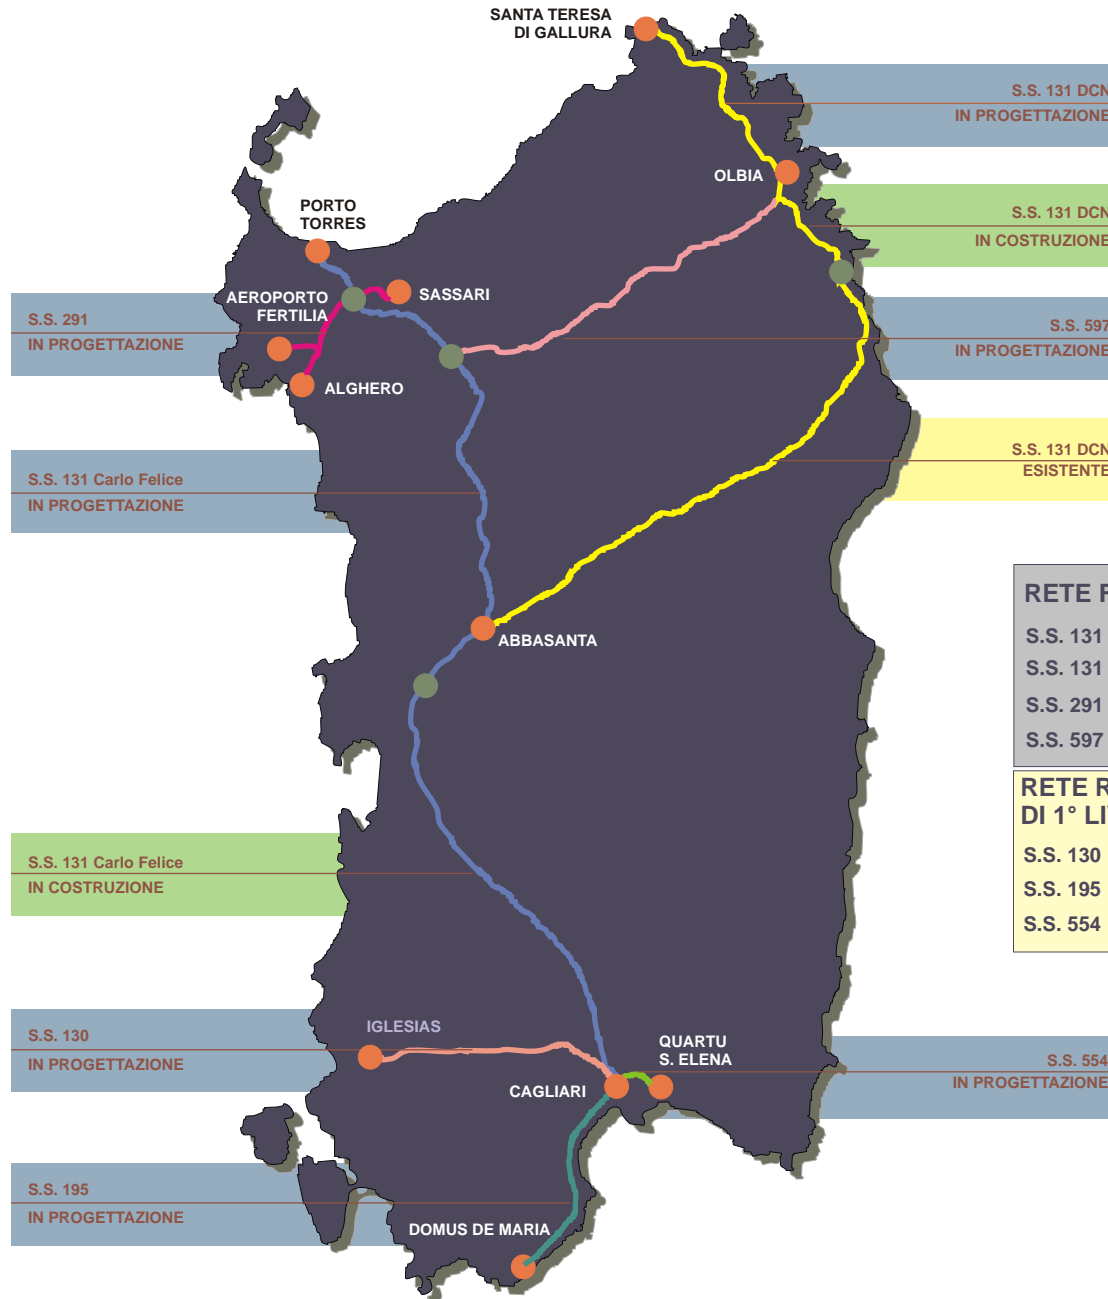 SANTA TERESA
DI GALLURA
S.S. 131 DCN
IN PROGETTAZIONE
OLBIA
PORTO
TORRES
S.S. 131 DCN
IN COSTRUZIONE
AEROPORTO
FERTILIA
SASSARI
S.S. 291
IN PROGETTAZIONE
S.S. 597
IN PROGETTAZIONE
ALGHERO
S.S. 131 DCN
ESISTENTE
S.S. 131 Carlo Felice
IN PROGETTAZIONE
ABBASANTA
RETE
S.S. 131
S.S. 131
S.S. 291
S.S. 597
RETE
DI 1°
S.S. 130
S.S. 195
S.S. 554
S.S. 131 Carlo Felice
IN COSTRUZIONE
IGLESIAS
S.S. 130
IN PROGETTAZIONE
QUARTU
S. ELENA
CAGLIARI
S.S. 554
IN PROGETTAZIONE
S.S. 195
IN PROGETTAZIONE
DOMUS DE MARIA